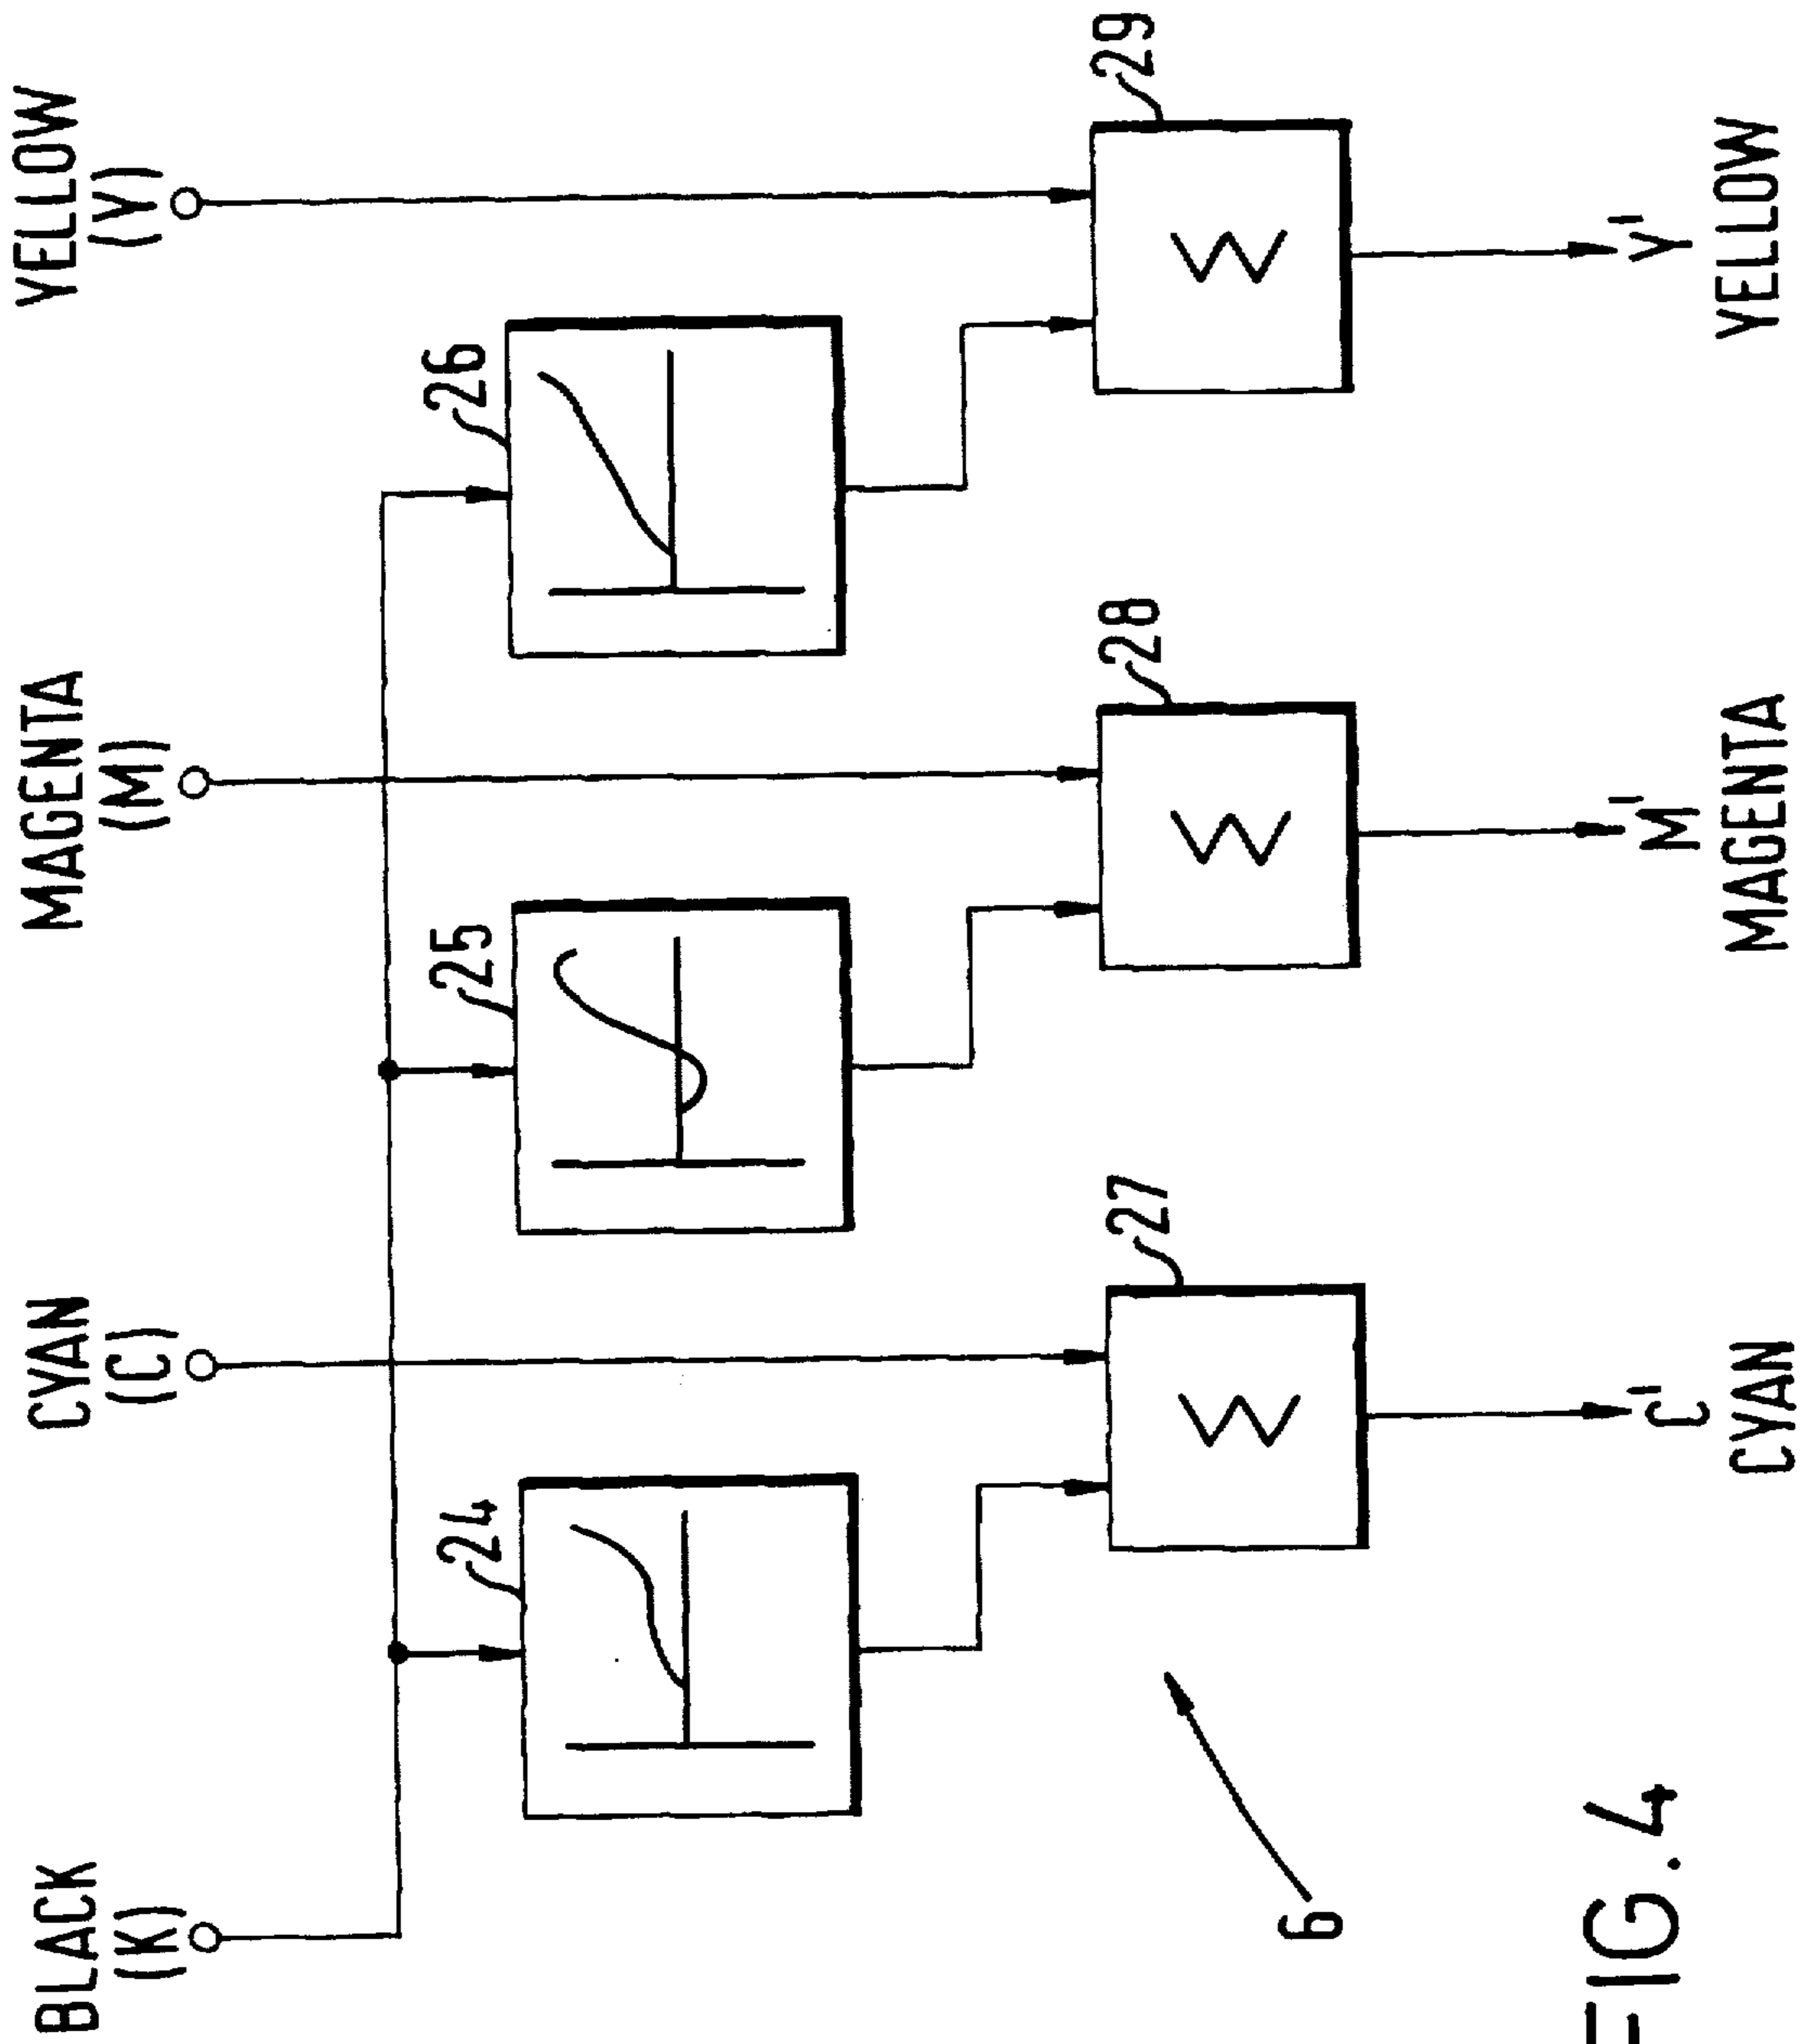 BLACK CYAN MAGENTA YELLOW
(K) (C) (M) (Y)
24 25 26
27 28 29
Σ Σ Σ
6
C' M' Y'
FIG. 4
CYAN MAGENTA YELLOW